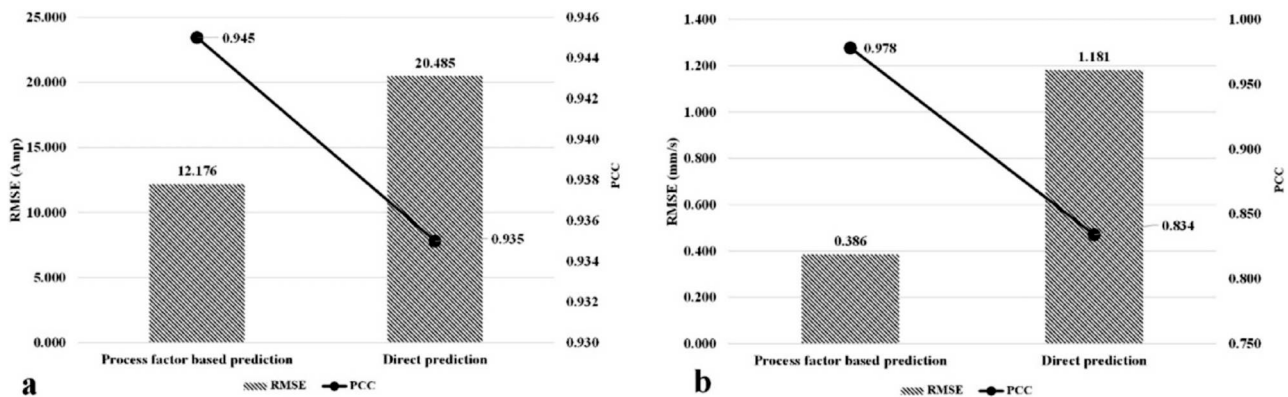 25.000
20.000
15.000
10.000
5.000
0.000
RMSE (Amp)
0.945
12.176
20.485
0.935
0.946
0.944
0.942
0.940
0.938
0.936
0.934
0.932
0.930
PCC
Process factor based prediction
Direct prediction
RMSE
PCC
a
1.400
1.200
1.000
0.800
0.600
0.400
0.200
0.000
RMSE (mm/s)
0.978
0.386
1.181
0.834
1.000
0.950
0.900
0.850
0.800
0.750
PCC
Process factor based prediction
Direct prediction
RMSE
PCC
b